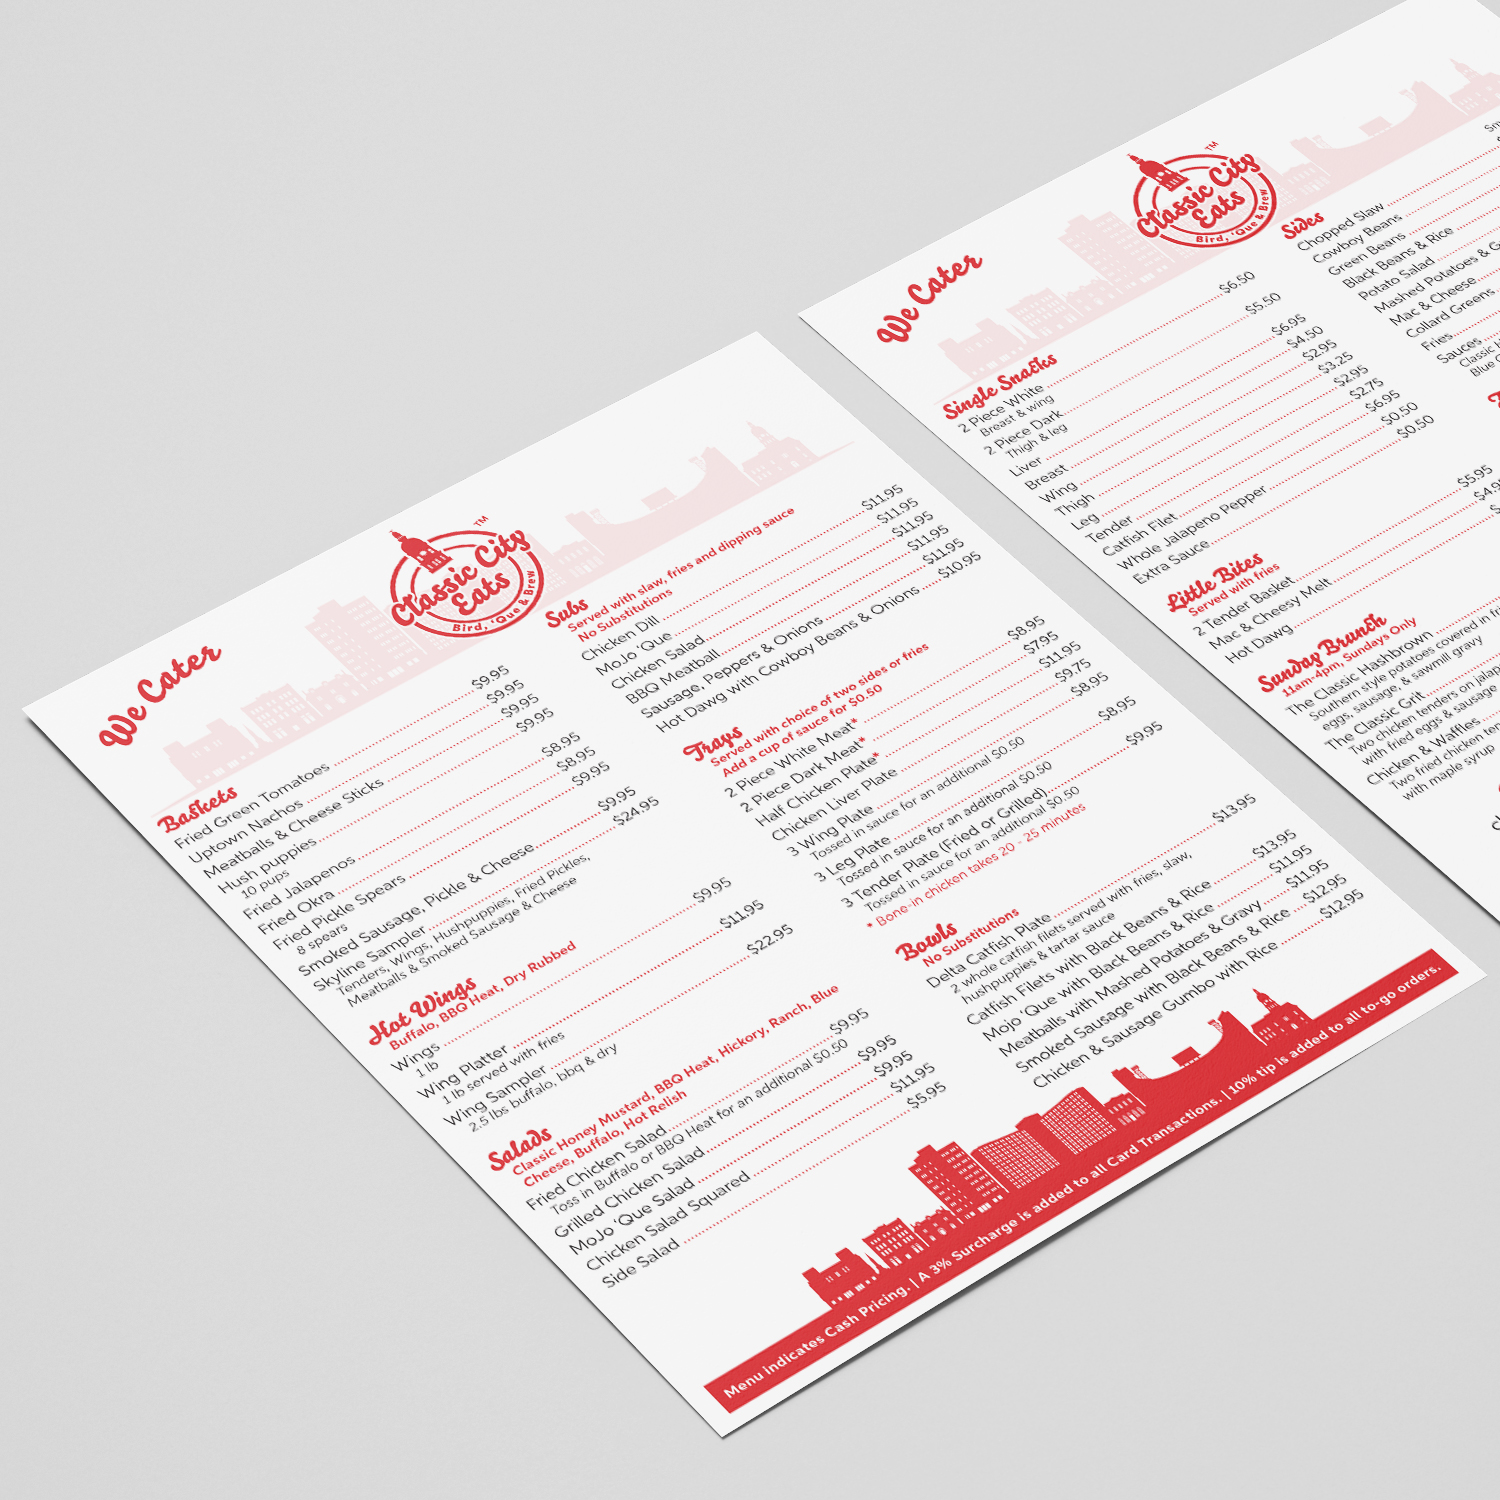 We Cater
Classic City
Eats
Bird, 'Que & Brew
TM
Baskets
Fried Green Tomatoes $9.95
Uptown Nachos $9.95
Meatballs & Cheese Sticks $9.95
Hush puppies $9.95
10 pups
Fried Jalapenos $8.95
Fried Okra $8.95
Fried Pickle Spears $9.95
8 spears
Smoked Sausage, Pickle & Cheese $9.95
Skyline Sampler $24.95
Tenders, Wings, Hushpuppies, Fried Pickles,
Meatballs & Smoked Sausage & Cheese
Hot Wings
Buffalo, BBQ Heat, Dry Rubbed
Wings $9.95
1 lb
Wing Platter $11.95
1 lb served with fries
Wing Sampler $22.95
2.5 lbs buffalo, bbq & dry
Salads
Classic Honey Mustard, BBQ Heat, Hickory, Ranch, Blue
Cheese, Buffalo, Hot Relish
Fried Chicken Salad $9.95
Toss in Buffalo or BBQ Heat for an additional $0.50
Grilled Chicken Salad $9.95
MoJo 'Que Salad $9.95
Chicken Salad Squared $11.95
Side Salad $5.95
Subs
Served with slaw, fries and dipping sauce
No Substitutions
Chicken Dill $11.95
MoJo 'Que $11.95
Chicken Salad $11.95
BBQ Meatball $11.95
Sausage, Peppers & Onions $11.95
Hot Dawg with Cowboy Beans & Onions $10.95
Trays
Served with choice of two sides or fries
Add a cup of sauce for $0.50
2 Piece White Meat* $8.95
2 Piece Dark Meat* $7.95
Half Chicken Plate* $11.95
Chicken Liver Plate $9.75
3 Wing Plate $8.95
Tossed in sauce for an additional $0.50
3 Leg Plate $8.95
Tossed in sauce for an additional $0.50
3 Tender Plate (Fried or Grilled) $9.95
Tossed in sauce for an additional $0.50
* Bone-in chicken takes 20 - 25 minutes
Bowls
No Substitutions
Delta Catfish Plate $13.95
2 whole catfish filets served with fries, slaw,
hushpuppies & tartar sauce
Catfish Filets with Black Beans & Rice $13.95
Mojo 'Que with Black Beans & Rice $11.95
Meatballs with Mashed Potatoes & Gravy $11.95
Smoked Sausage with Black Beans & Rice $12.95
Chicken & Sausage Gumbo with Rice $12.95
Menu indicates Cash Pricing. | A 3% Surcharge is added to all Card Transactions. | 10% tip is added to all to-go orders.
We Cater
Classic City
Eats
Bird, 'Que & Brew
TM
Single Snacks
2 Piece White $6.50
Breast & wing
2 Piece Dark $5.50
Thigh & leg
Liver $6.95
Breast $4.50
Wing $2.95
Thigh $3.25
Leg $2.95
Tender $2.75
Catfish Filet $6.95
Whole Jalapeno Pepper $0.50
Extra Sauce $0.50
Little Bites
Served with fries
2 Tender Basket $5.95
Mac & Cheesy Melt
Hot Dawg
Sunday Brunch
11am-4pm, Sundays Only
The Classic Hashbrown
Southern style potatoes covered in
eggs, sausage, & sawmill gravy
The Classic Grit
Two chicken tenders on
with fried eggs & sausage
Chicken & Waffles
Two fried chicken
with maple syrup
Sides
Chopped Slaw
Cowboy Beans
Green Beans
Black Beans & Rice
Potato Salad
Mashed Potatoes &
Mac & Cheese
Collard Greens
Fries
Sauces
Classic
Blue